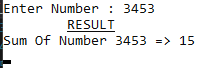 Enter Number : 3453
RESULT
Sum Of Number 3453 => 15